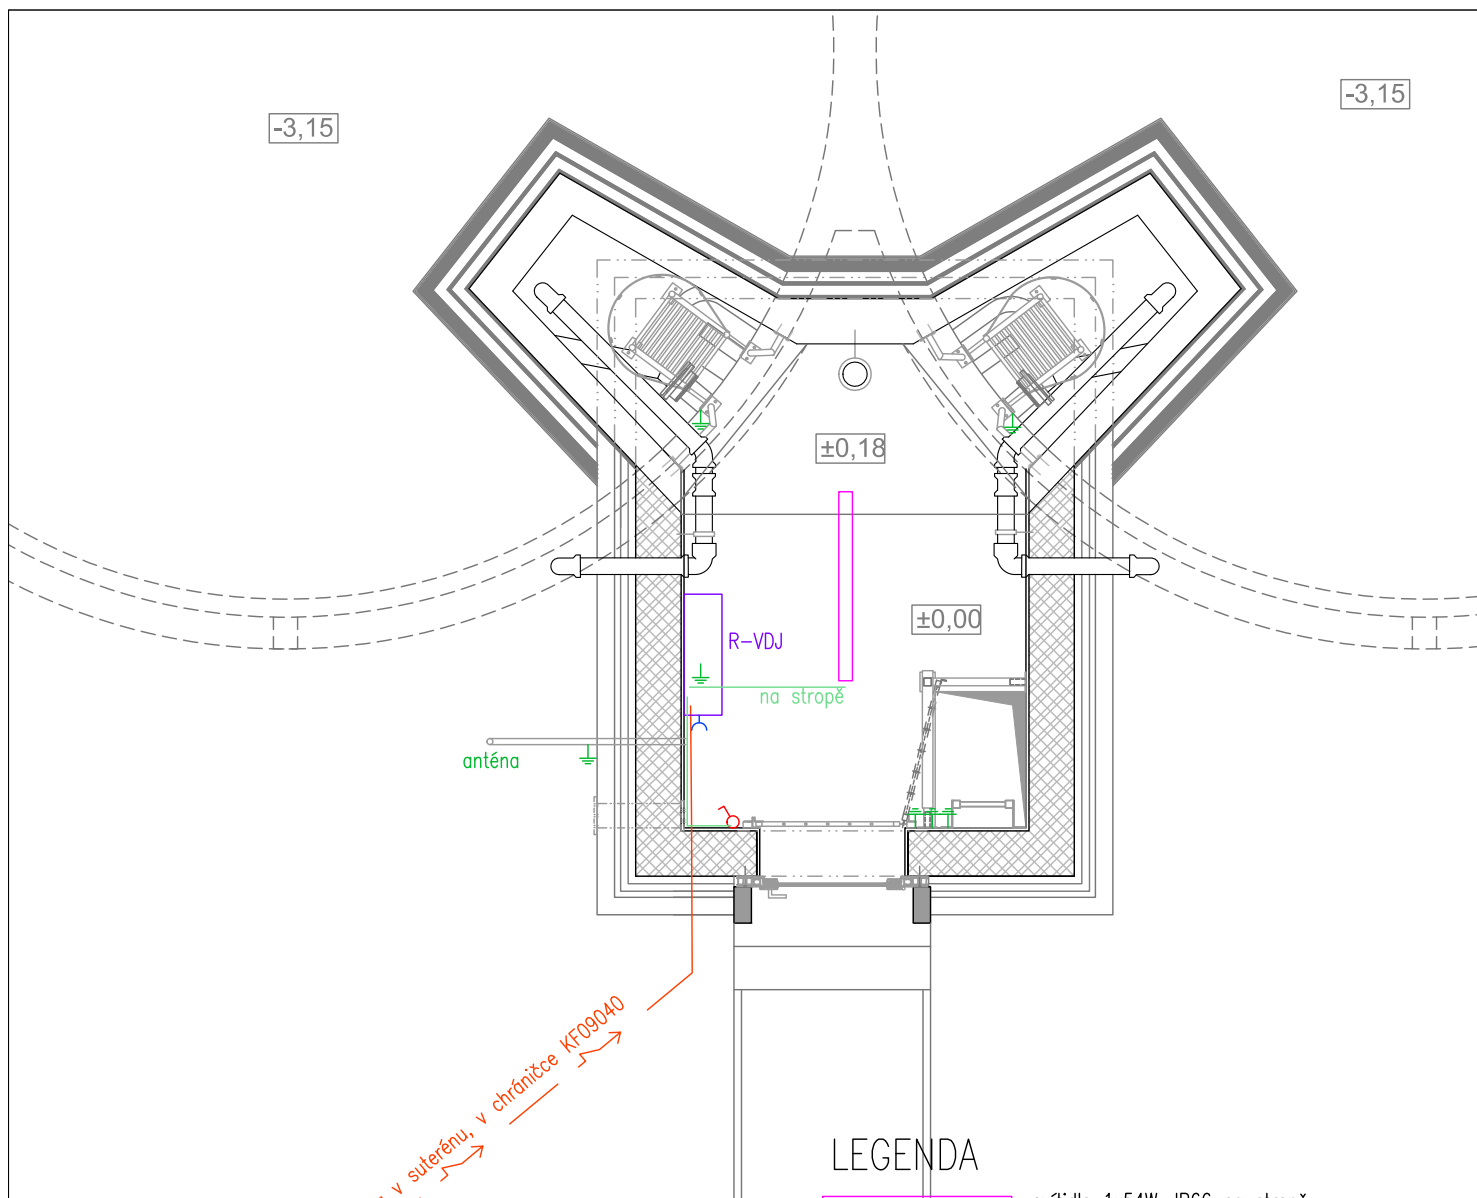 -3,15
-3,15
±0,18
±0,00
R-VDJ
na stropě
anténa
v suterénu, v chráničce KF09040
LEGENDA